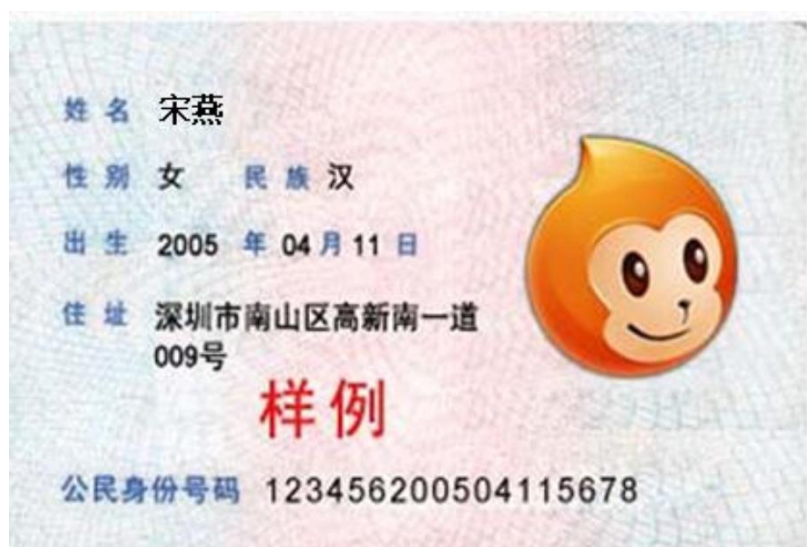 姓名 宋燕
性别 女 民族 汉
出生 2005 年 04 月 11 日
住址 深圳市南山区高新南一道
009号
样例
公民身份号码 123456200504115678